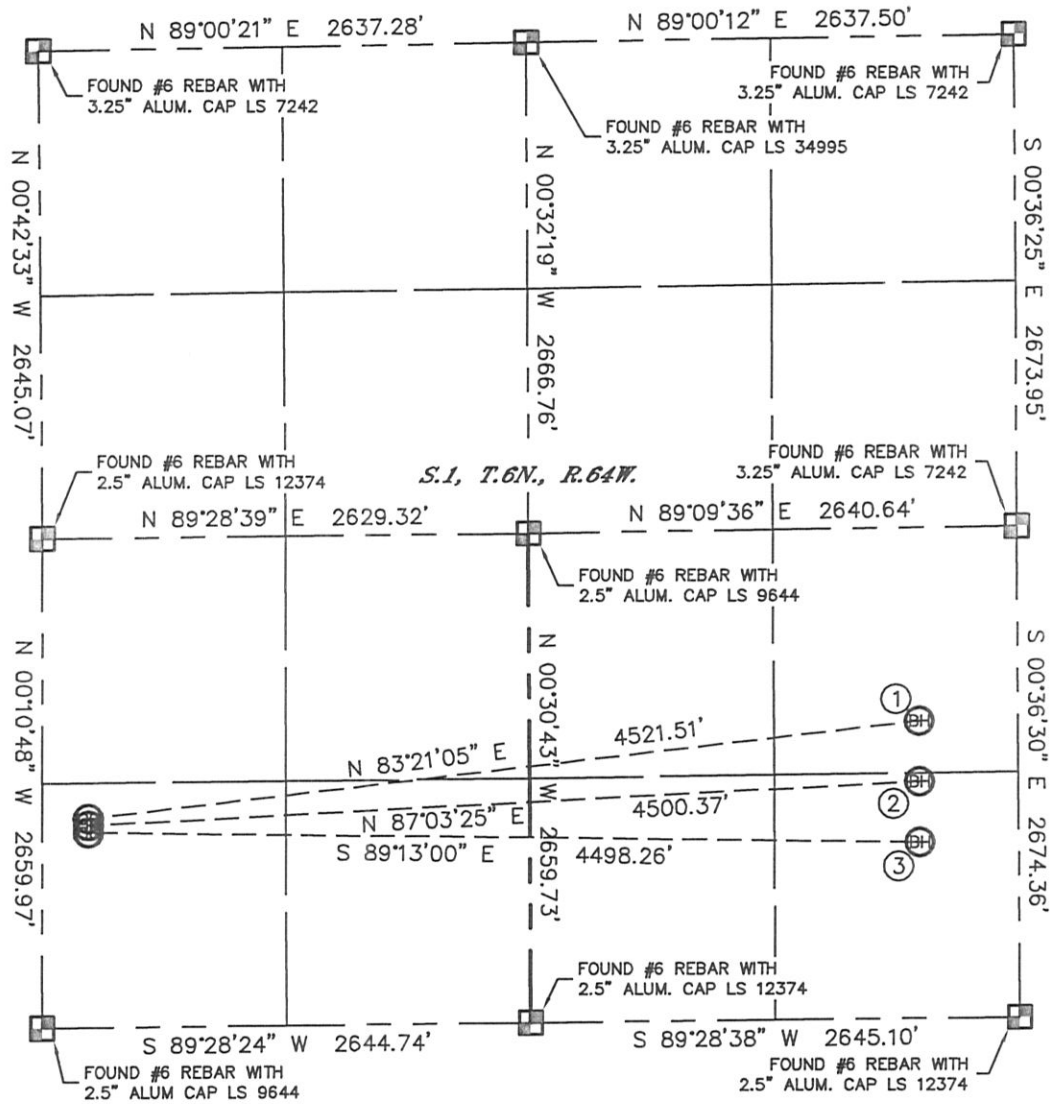 N 89°00'21" E 2637.28'
N 89°00'12" E 2637.50'
FOUND #6 REBAR WITH
3.25" ALUM. CAP LS 7242
FOUND #6 REBAR WITH
3.25" ALUM. CAP LS 34995
FOUND #6 REBAR WITH
3.25" ALUM. CAP LS 7242
N 00°42'33" W 2645.07'
N 00°32'19" W 2666.76'
S 00°36'25" E 2673.95'
FOUND #6 REBAR WITH
2.5" ALUM. CAP LS 12374
S.1, T.6N., R.64W.
FOUND #6 REBAR WITH
3.25" ALUM. CAP LS 7242
N 89°28'39" E 2629.32'
N 89°09'36" E 2640.64'
FOUND #6 REBAR WITH
2.5" ALUM. CAP LS 9644
N 00°10'48" W 2659.97'
N 00°30'43" W 2659.73'
S 00°36'30" E 2674.36'
1
BH
N 83°21'05" E 4521.51'
BH
2
N 87°03'25" E 4500.37'
S 89°13'00" E 4498.26'
BH
3
FOUND #6 REBAR WITH
2.5" ALUM. CAP LS 12374
S 89°28'24" W 2644.74'
S 89°28'38" W 2645.10'
FOUND #6 REBAR WITH
2.5" ALUM CAP LS 9644
FOUND #6 REBAR WITH
2.5" ALUM. CAP LS 12374